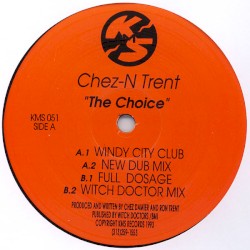 KMS
Chez-N Trent
"The Choice"
KMS 051
SIDE A
A.1 WINDY CITY CLUB
A.2 NEW DUB MIX
B.1 FULL DOSAGE
B.2 WITCH DOCTOR MIX
PRODUCED AND WRITTEN BY CHEZ DAMIER AND RON TRENT
PUBLISHED BY WITCH DOCTORS/BMI
COPYRIGHT KMS RECORDS 1993